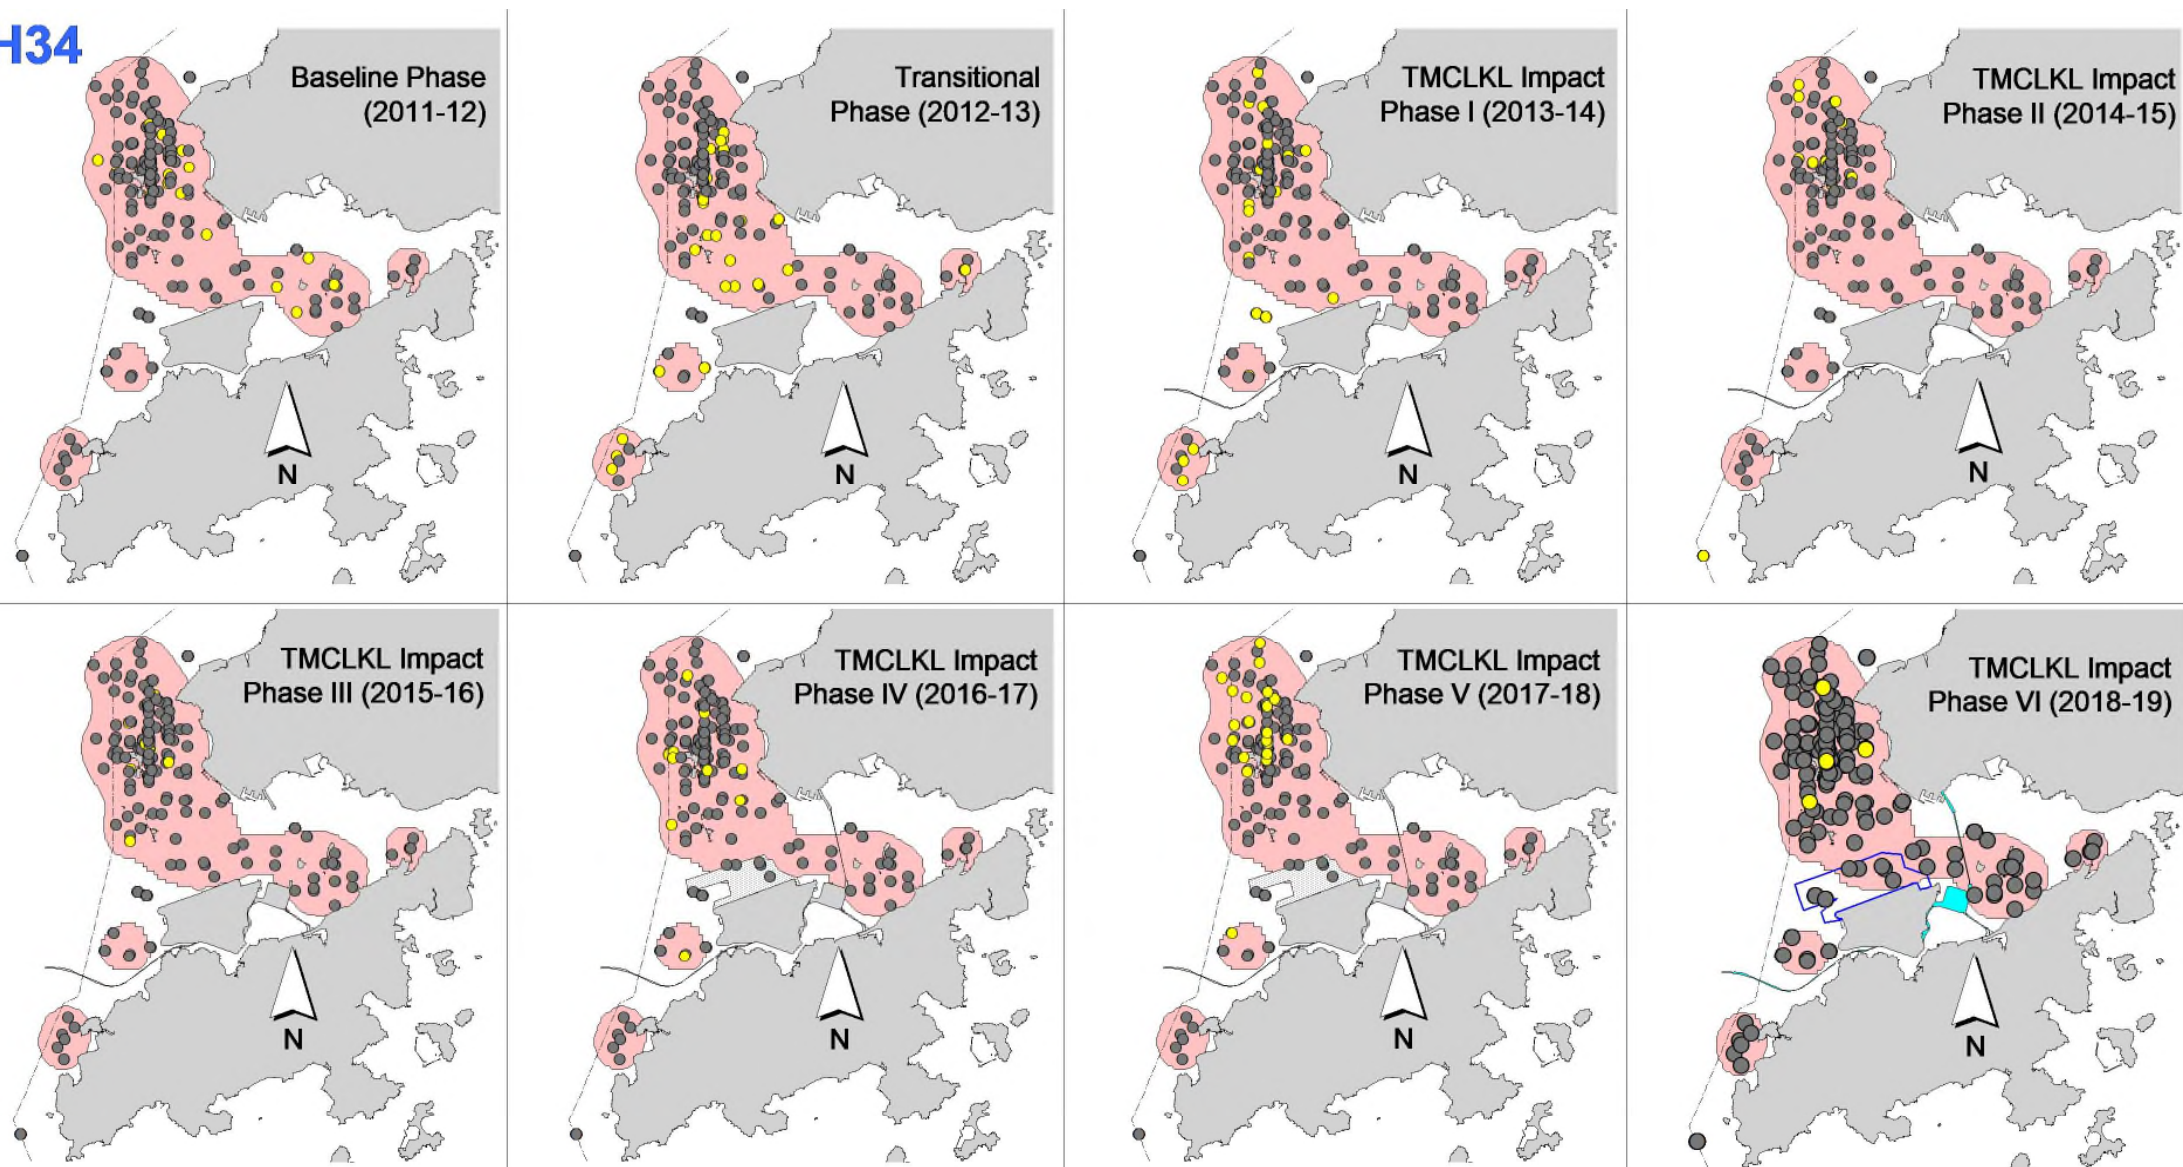 H34
Baseline Phase
(2011-12)
Transitional
Phase (2012-13)
TMCLKL Impact
Phase I (2013-14)
TMCLKL Impact
Phase II (2014-15)
N
N
N
N
TMCLKL Impact
Phase III (2015-16)
TMCLKL Impact
Phase IV (2016-17)
TMCLKL Impact
Phase V (2017-18)
TMCLKL Impact
Phase VI (2018-19)
N
N
N
N